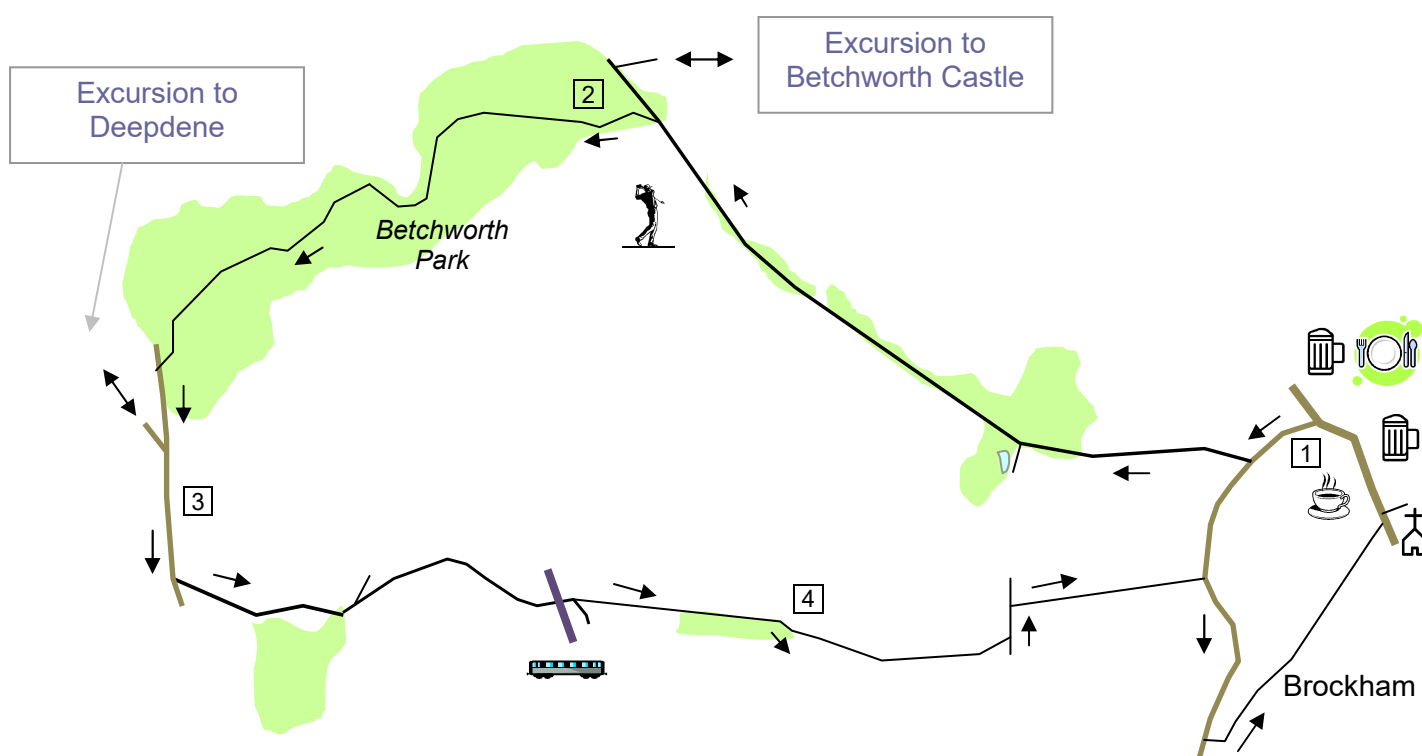 Excursion to
Betchworth Castle
Excursion to
Deepdene
2
Betchworth
Park
1
3
4
Brockham